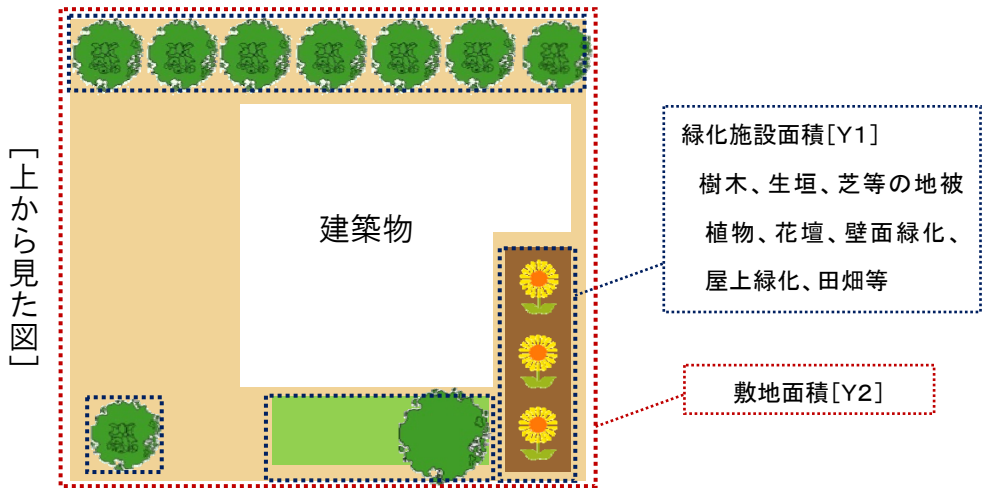 [上から見た図]
建築物
緑化施設面積[Y1]
樹木、生垣、芝等の地被
植物、花壇、壁面緑化、
屋上緑化、田畑等
敷地面積[Y2]